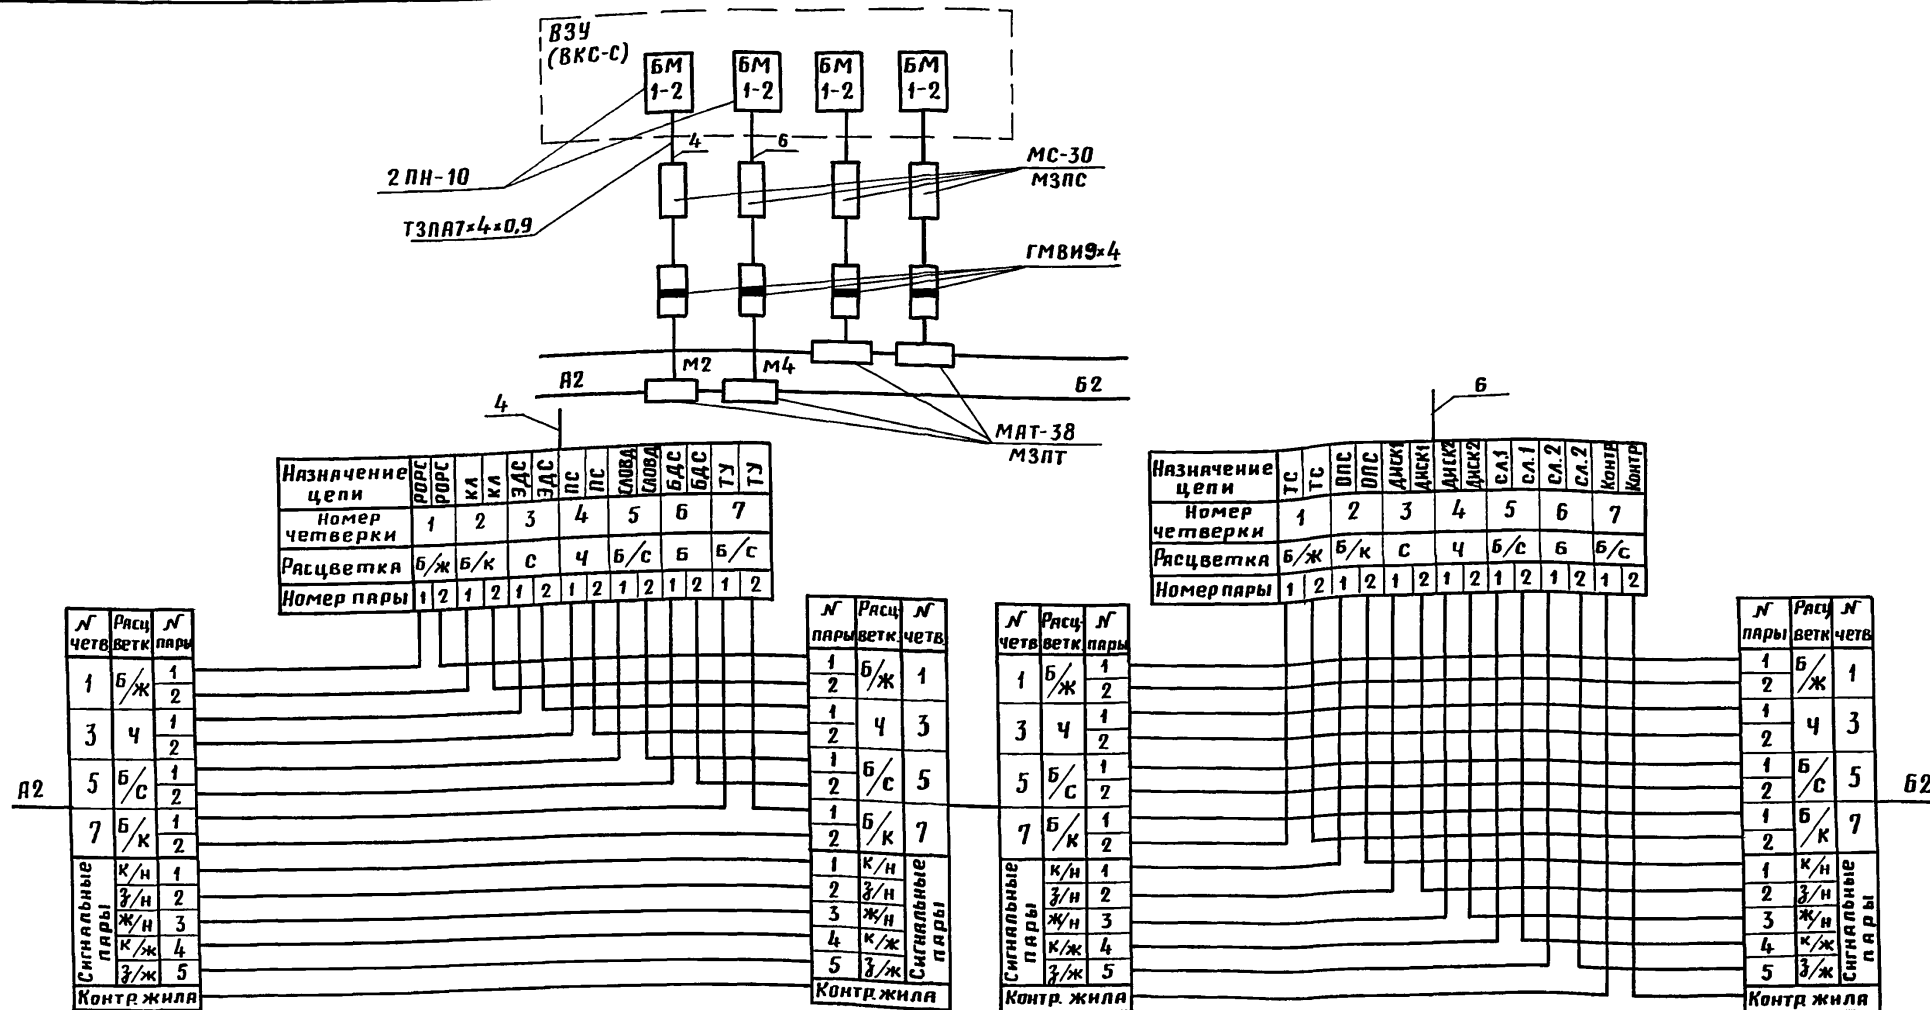 ВЗУ
(ВКС-С)
БМ 1-2
БМ 1-2
БМ 1-2
БМ 1-2
4
6
2ПН-10
МС-30
МЗПС
ТЗПА7×4×0,9
ГМВИ9×4
М2
М4
А2
Б2
МАТ-38
МЗПТ
4
Назначение цепи РОРС РОРС КЛ КЛ ЭДС ЭДС ПС ПС СЛОВД СЛОВД БДС БДС ТУ ТУ
Номер четверки 1 2 3 4 5 6 7
Расцветка Б/Ж Б/К С Ч Б/С Б Б/С
Номер пары 1 2 1 2 1 2 1 2 1 2 1 2 1 2
А2
N четв Расц ветк N пары
1 Б/Ж 1 2
3 Ч 1 2
5 Б/С 1 2
7 Б/К 1 2
Сигнальные пары
К/Н 1
З/Н 2
Ж/Н 3
К/Ж 4
З/Ж 5
Контр. жила
N пары Расц ветк. N четв.
1 2 Б/Ж 1
1 2 Ч 3
1 2 Б/С 5
1 2 Б/К 7
1 К/Н
2 З/Н
3 Ж/Н
4 К/Ж
5 З/Ж
Сигнальные пары
Контр. жила
6
Назначение цепи ТС ТС ОПС ОПС ДИСК1 ДИСК1 ДИСК2 ДИСК2 СЛ.1 СЛ.1 СЛ.2 СЛ.2 Контр Контр
Номер четверки 1 2 3 4 5 6 7
Расцветка Б/Ж Б/К С Ч Б/С Б Б/С
Номер пары 1 2 1 2 1 2 1 2 1 2 1 2 1 2
N четв Расц- ветк. N пары
1 Б/Ж 1 2
3 Ч 1 2
5 Б/С 1 2
7 Б/К 1 2
Сигнальные пары
К/Н 1
З/Н 2
Ж/Н 3
К/Ж 4
З/Ж 5
Контр. жила
N пары Расц ветк N четв.
1 2 Б/Ж 1
1 2 Ч 3
1 2 Б/С 5
1 2 Б/К 7
1 К/Н
2 З/Н
3 Ж/Н
4 К/Ж
5 З/Ж
Сигнальные пары
Контр жила
Б2